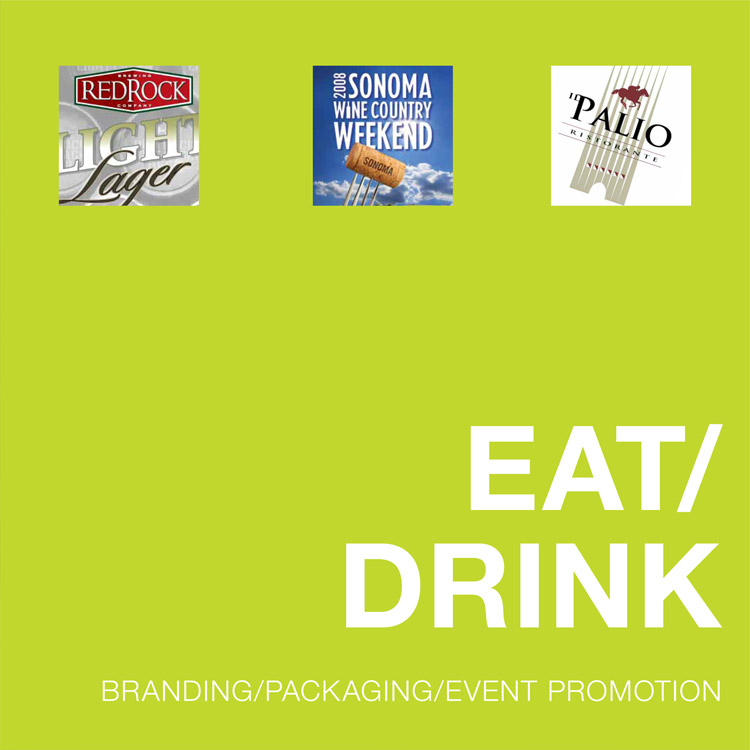 BREWING
REDROCK
COMPANY
LIGHT
Lager
2008
SONOMA
WINE COUNTRY
WEEKEND
SONOMA
IL
PALIO
RISTORANTE
EAT/
DRINK
BRANDING/PACKAGING/EVENT PROMOTION